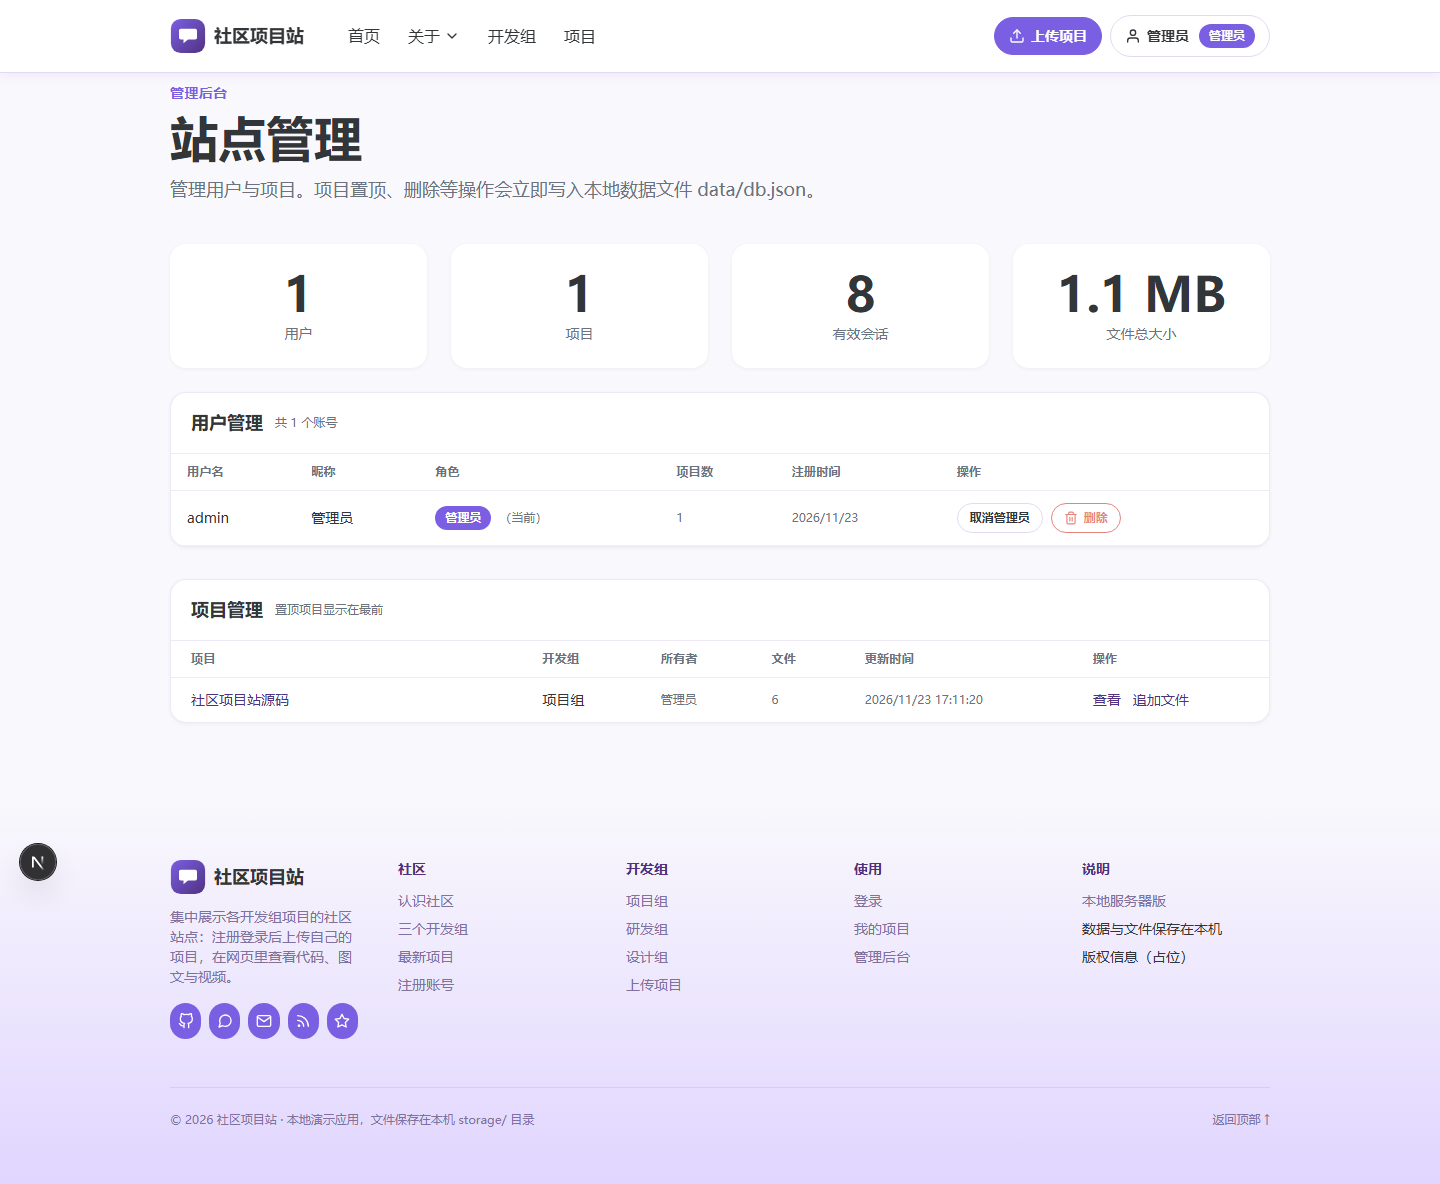 社区项目站
首页 关于 开发组 项目
上传项目
管理员 管理员
管理后台
站点管理
管理用户与项目。项目置顶、删除等操作会立即写入本地数据文件 data/db.json。
1
用户
1
项目
8
有效会话
1.1 MB
文件总大小
用户管理 共 1 个账号
用户名 昵称 角色 项目数 注册时间 操作
admin 管理员 管理员 （当前） 1 2026/11/23 取消管理员 删除
项目管理 置顶项目显示在最前
项目 开发组 所有者 文件 更新时间 操作
社区项目站源码 项目组 管理员 6 2026/11/23 17:11:20 查看 追加文件
N
社区项目站
集中展示各开发组项目的社区
站点：注册登录后上传自己的
项目，在网页里查看代码、图
文与视频。
社区
认识社区
三个开发组
最新项目
注册账号
开发组
项目组
研发组
设计组
上传项目
使用
登录
我的项目
管理后台
说明
本地服务器版
数据与文件保存在本机
版权信息（占位）
© 2026 社区项目站 · 本地演示应用，文件保存在本机 storage/ 目录
返回顶部 ↑